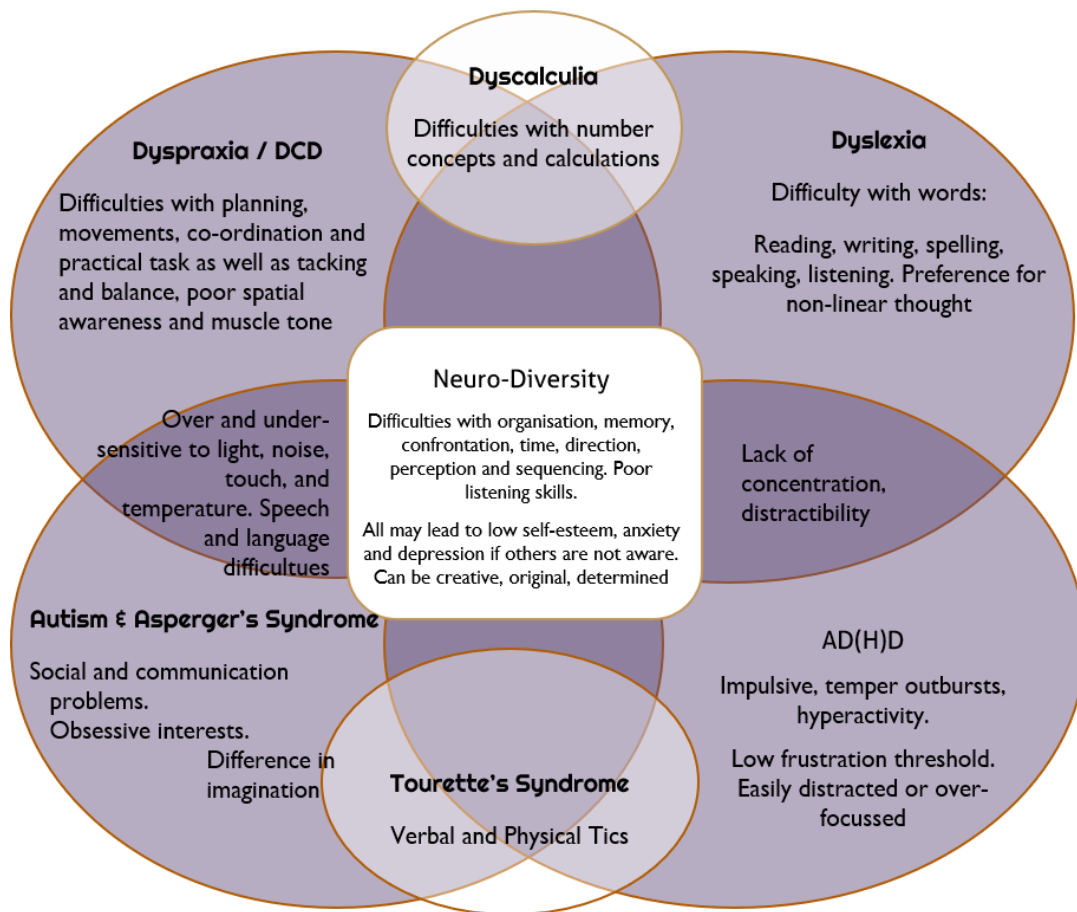 Dyscalculia
Difficulties with number
concepts and calculations
Dyspraxia / DCD
Difficulties with planning,
movements, co-ordination and
practical task as well as tacking
and balance, poor spatial
awareness and muscle tone
Dyslexia
Difficulty with words:
Reading, writing, spelling,
speaking, listening. Preference for
non-linear thought
Neuro-Diversity
Difficulties with organisation, memory,
confrontation, time, direction,
perception and sequencing. Poor
listening skills.
All may lead to low self-esteem, anxiety
and depression if others are not aware.
Can be creative, original, determined
Over and under-
sensitive to light, noise,
touch, and
temperature. Speech
and language
difficultues
Lack of
concentration,
distractibility
Autism & Asperger's Syndrome
Social and communication
problems.
Obsessive interests.
Difference in
imagination
AD(H)D
Impulsive, temper outbursts,
hyperactivity.
Low frustration threshold.
Easily distracted or over-
focussed
Tourette's Syndrome
Verbal and Physical Tics